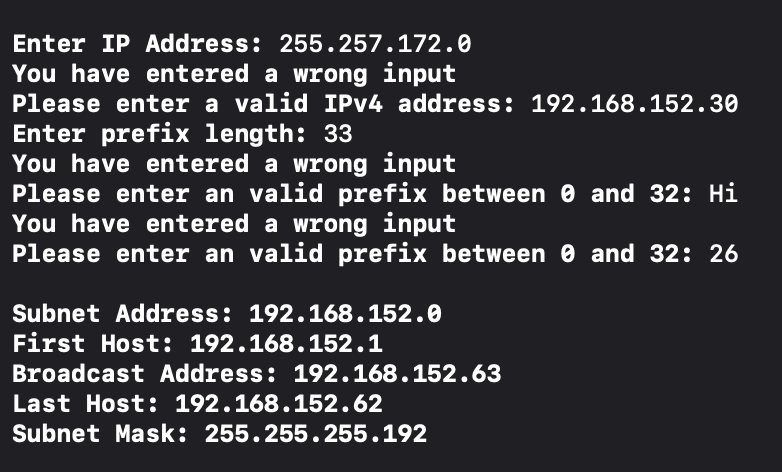 Enter IP Address: 255.257.172.0
You have entered a wrong input
Please enter a valid IPv4 address: 192.168.152.30
Enter prefix length: 33
You have entered a wrong input
Please enter an valid prefix between 0 and 32: Hi
You have entered a wrong input
Please enter an valid prefix between 0 and 32: 26
Subnet Address: 192.168.152.0
First Host: 192.168.152.1
Broadcast Address: 192.168.152.63
Last Host: 192.168.152.62
Subnet Mask: 255.255.255.192